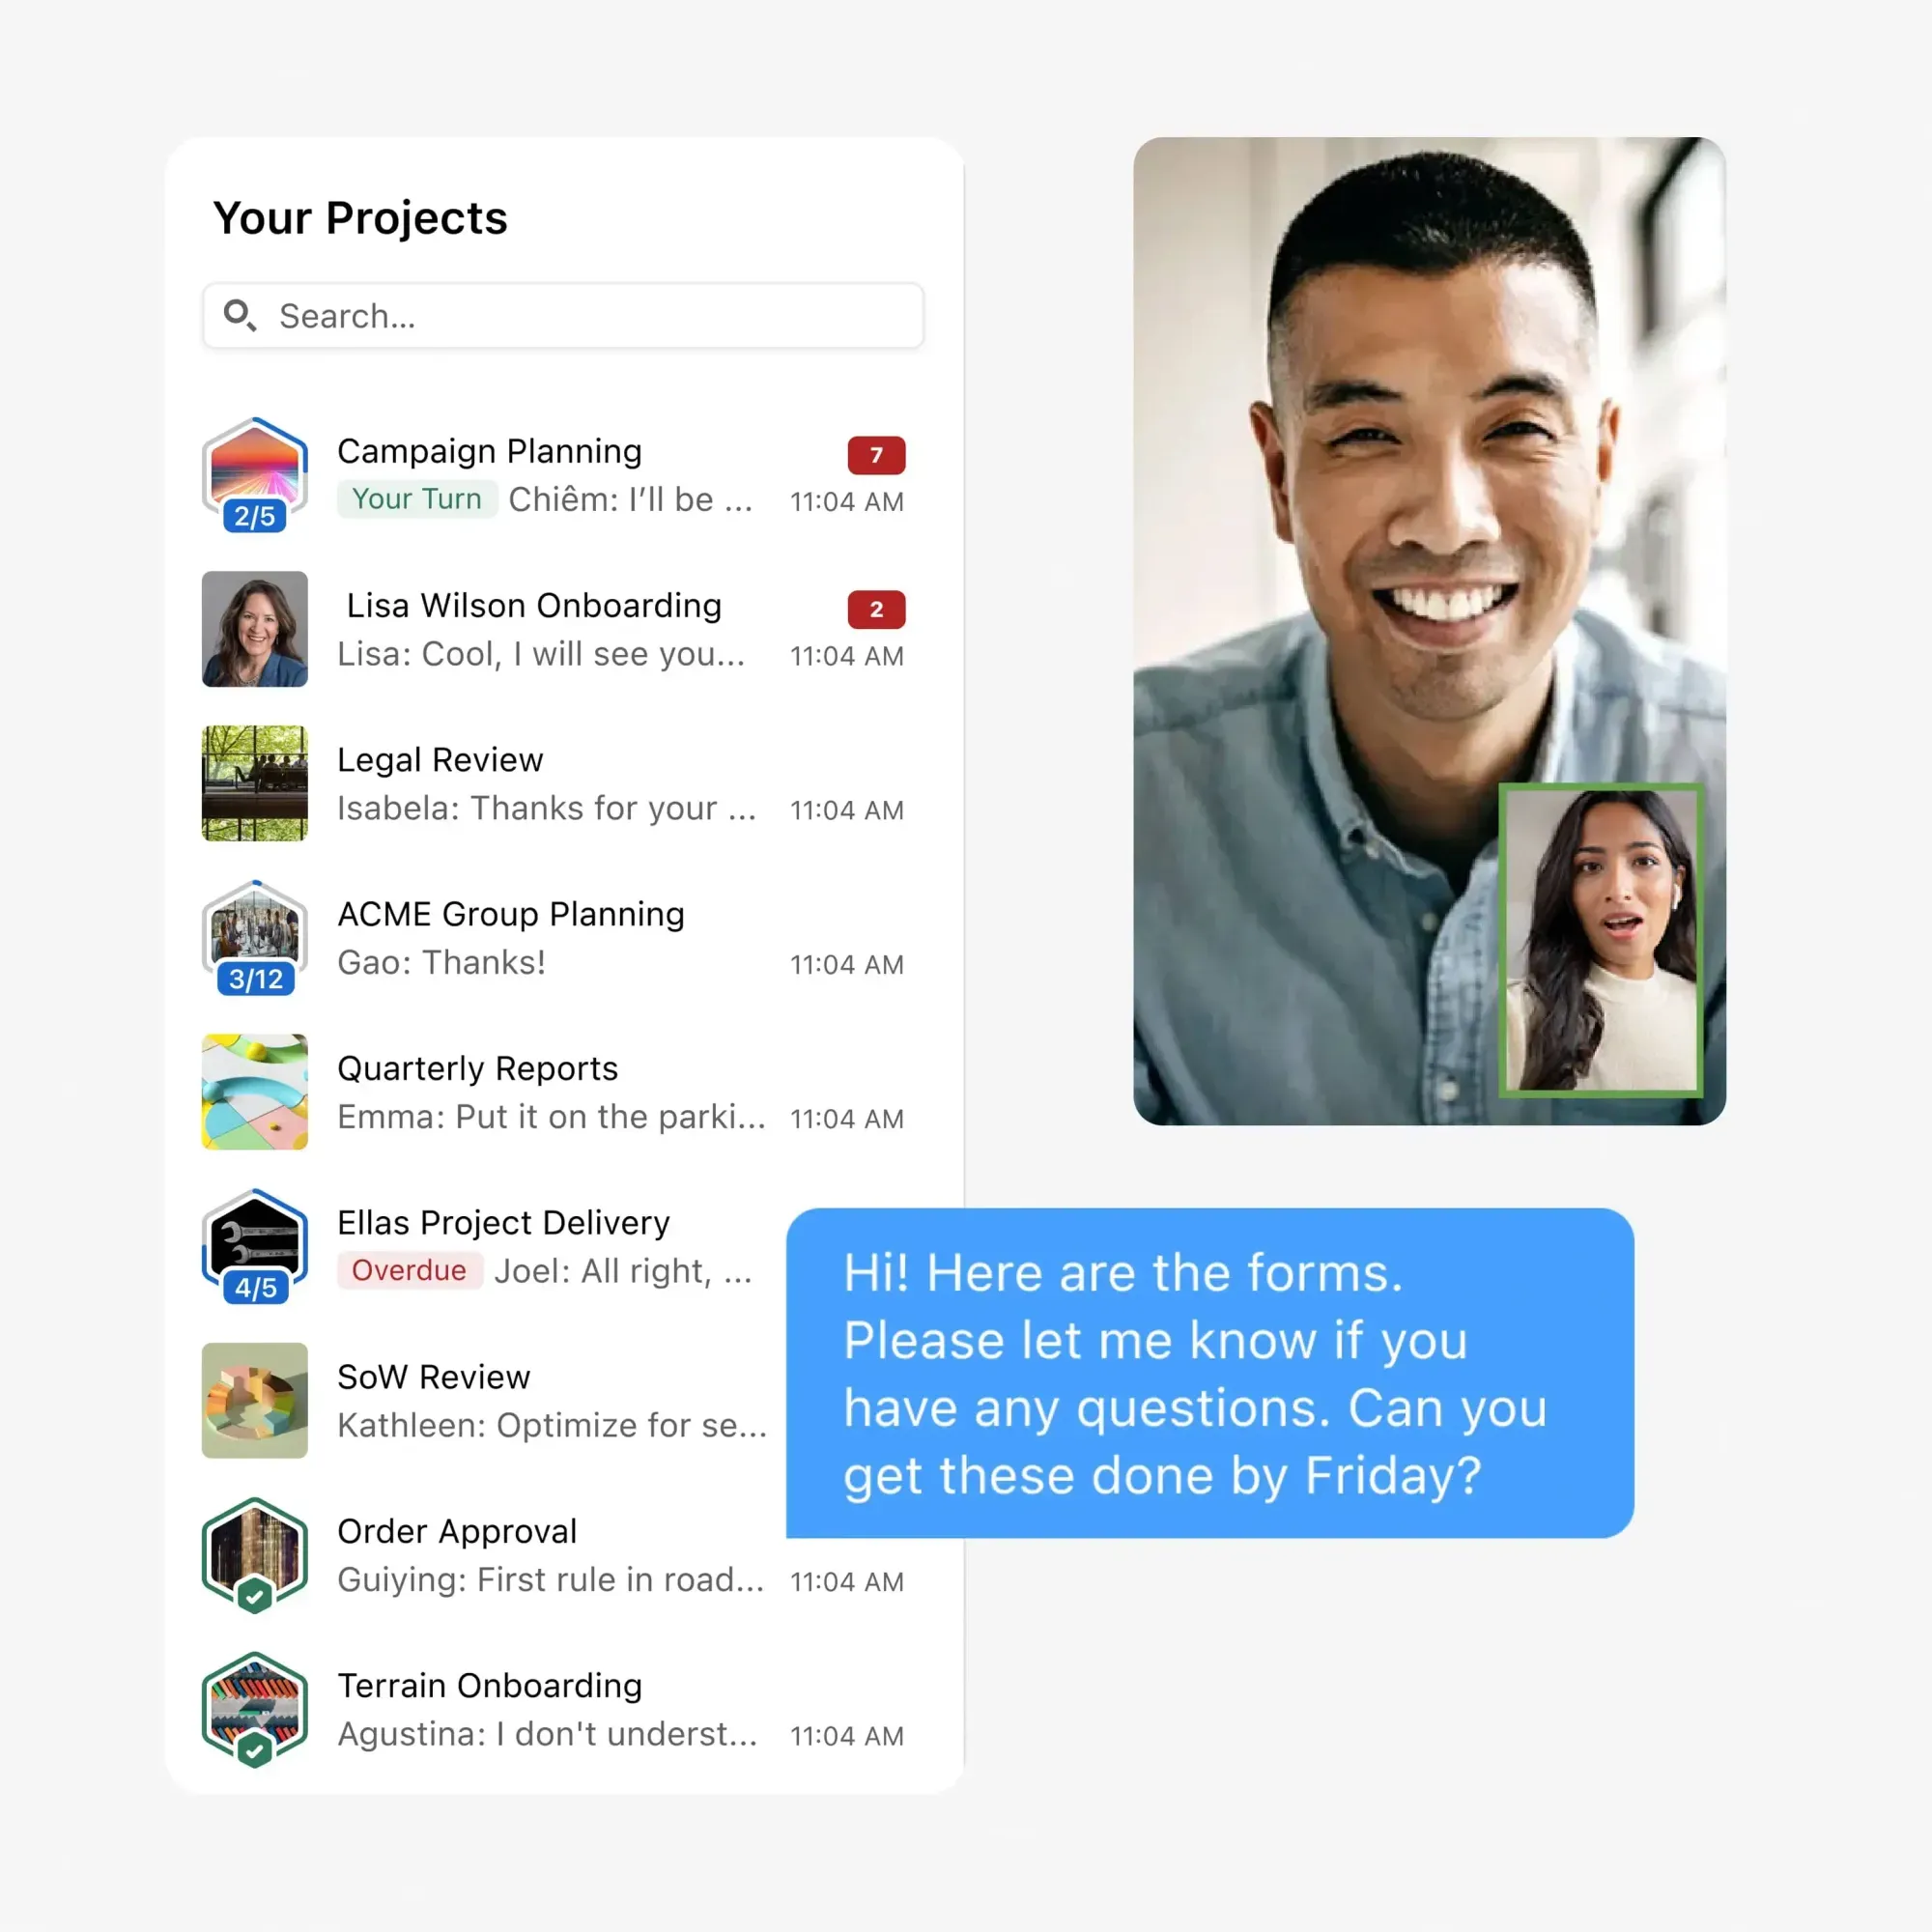 Your Projects
Search...
Campaign Planning
7
Your Turn Chiêm: I’ll be ...
11:04 AM
2/5
Lisa Wilson Onboarding
2
Lisa: Cool, I will see you...
11:04 AM
Legal Review
Isabela: Thanks for your ...
11:04 AM
ACME Group Planning
Gao: Thanks!
11:04 AM
3/12
Quarterly Reports
Emma: Put it on the parki...
11:04 AM
Ellas Project Delivery
Overdue Joel: All right, ...
4/5
SoW Review
Kathleen: Optimize for se...
Order Approval
Guiying: First rule in road...
11:04 AM
Terrain Onboarding
Agustina: I don't underst...
11:04 AM
Hi! Here are the forms.
Please let me know if you
have any questions. Can you
get these done by Friday?